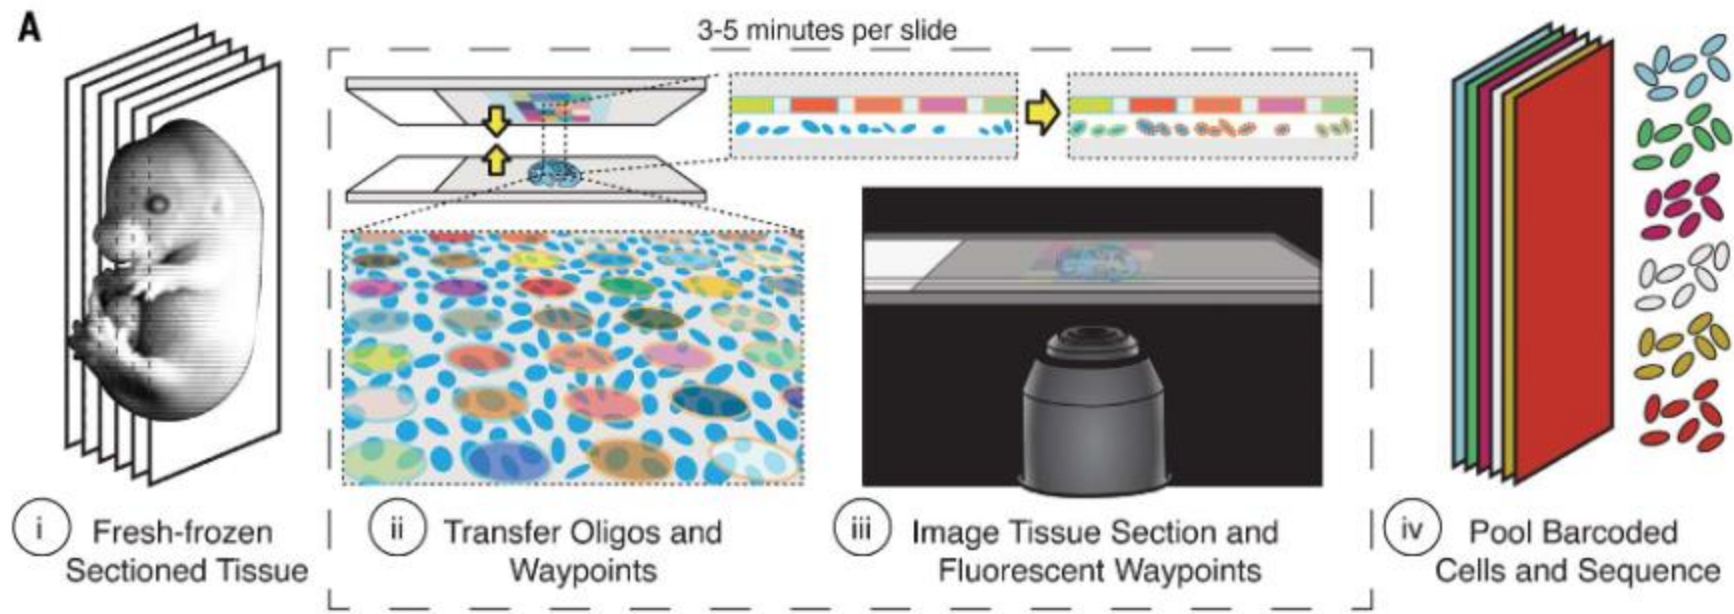 A
3-5 minutes per slide
i
Fresh-frozen
Sectioned Tissue
ii
Transfer Oligos and
Waypoints
iii
Image Tissue Section and
Fluorescent Waypoints
iv
Pool Barcoded
Cells and Sequence